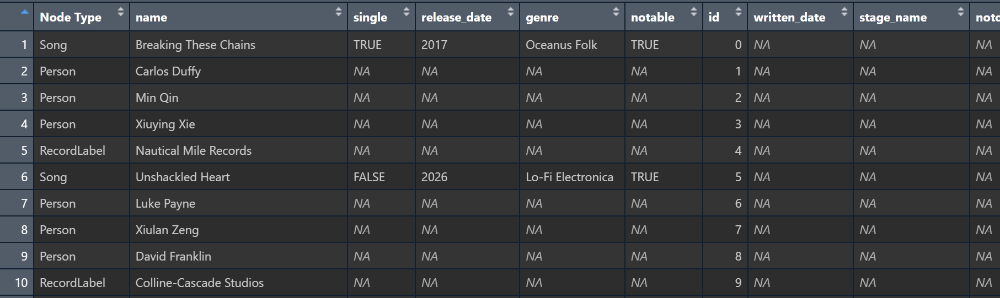 Node Type name single release_date genre notable id written_date stage_name
1 Song Breaking These Chains TRUE 2017 Oceanus Folk TRUE 0 NA NA NA
2 Person Carlos Duffy NA NA NA NA 1 NA NA NA
3 Person Min Qin NA NA NA NA 2 NA NA NA
4 Person Xiuying Xie NA NA NA NA 3 NA NA NA
5 RecordLabel Nautical Mile Records NA NA NA NA 4 NA NA NA
6 Song Unshackled Heart FALSE 2026 Lo-Fi Electronica TRUE 5 NA NA NA
7 Person Luke Payne NA NA NA NA 6 NA NA NA
8 Person Xiulan Zeng NA NA NA NA 7 NA NA NA
9 Person David Franklin NA NA NA NA 8 NA NA NA
10 RecordLabel Colline-Cascade Studios NA NA NA NA 9 NA NA NA